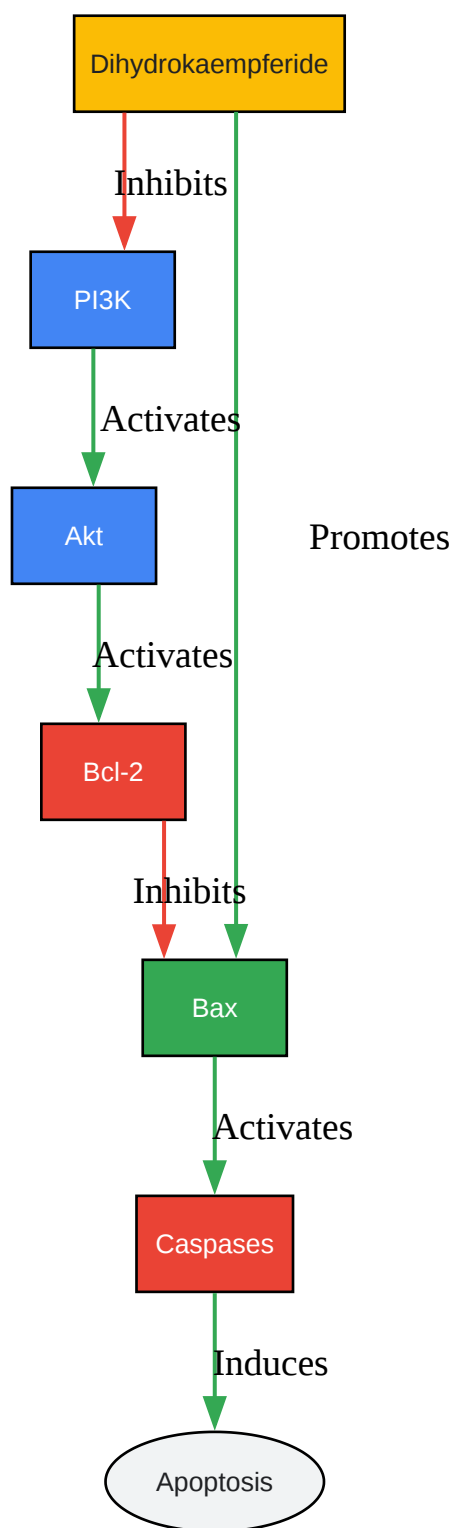 Dihydrokaempferide
Inhibits
PI3K
Activates
Akt
Promotes
Activates
Bcl-2
Inhibits
Bax
Activates
Caspases
Induces
Apoptosis